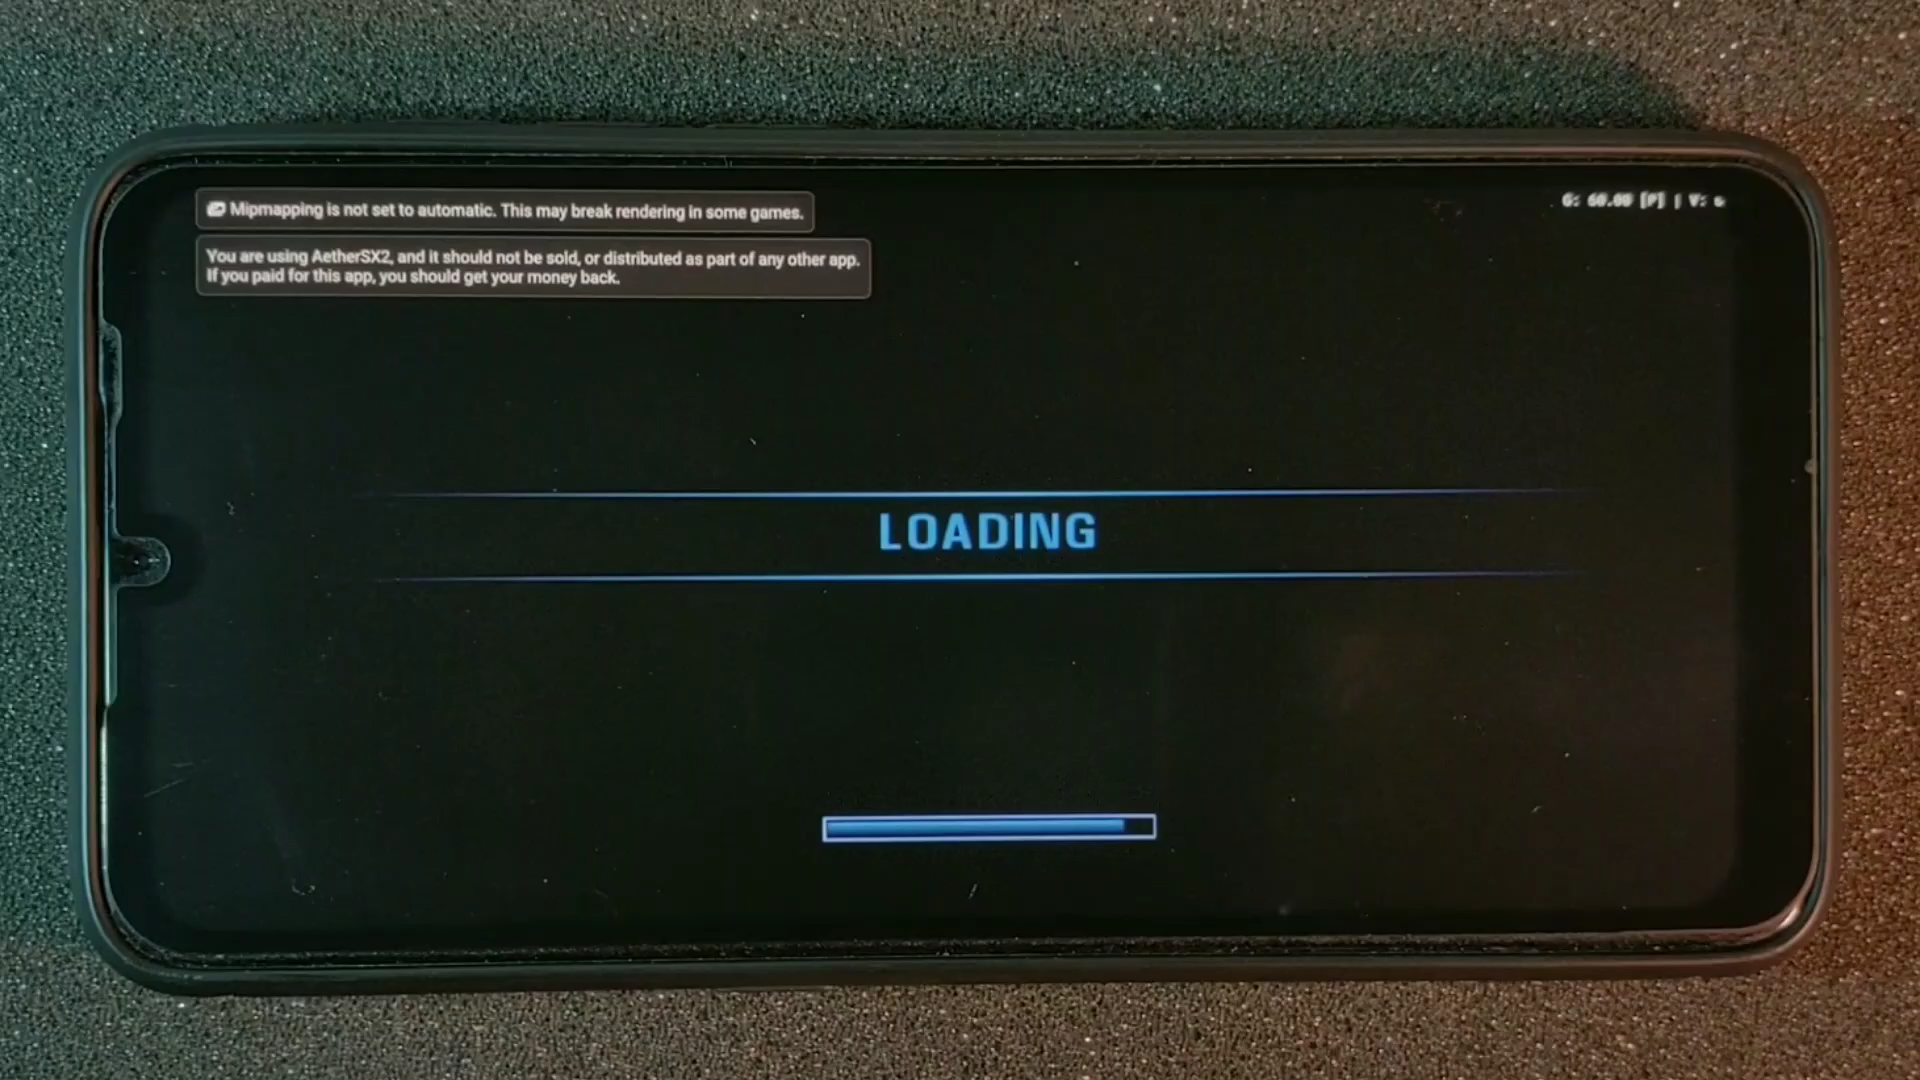 Mipmapping is not set to automatic. This may break rendering in some games.
G: 60.00 [P] | V:
You are using AetherSX2, and it should not be sold, or distributed as part of any other app.
If you paid for this app, you should get your money back.
LOADING